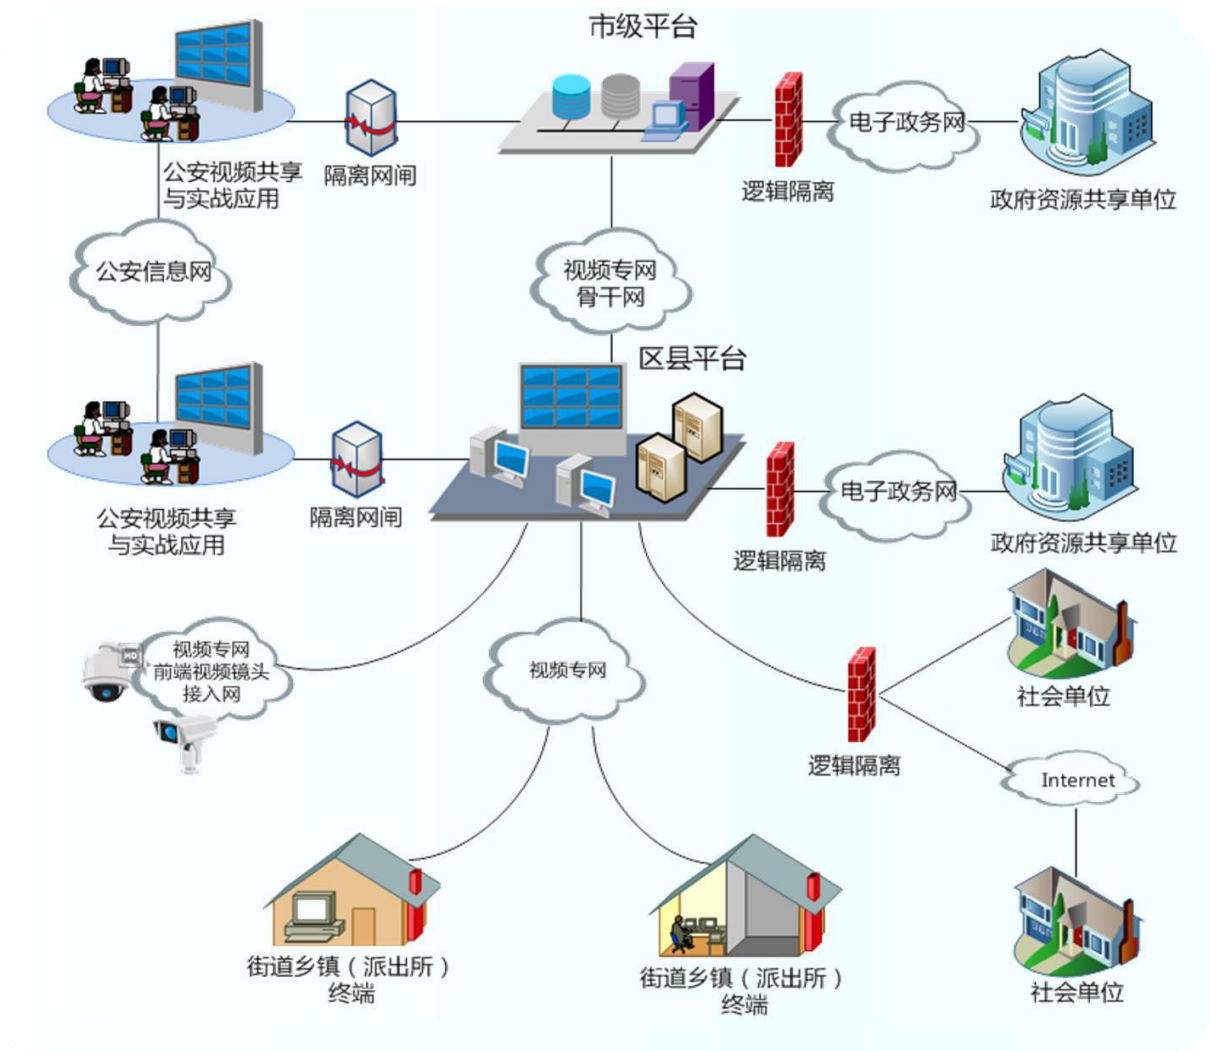 市级平台
公安视频共享
与实战应用
隔离网闸
逻辑隔离
电子政务网
政府资源共享单位
公安信息网
视频专网
骨干网
区县平台
公安视频共享
与实战应用
隔离网闸
逻辑隔离
电子政务网
政府资源共享单位
HD
视频专网
前端视频镜头
接入网
视频专网
社会单位
逻辑隔离
Internet
街道乡镇（派出所）
终端
街道乡镇（派出所）
终端
社会单位